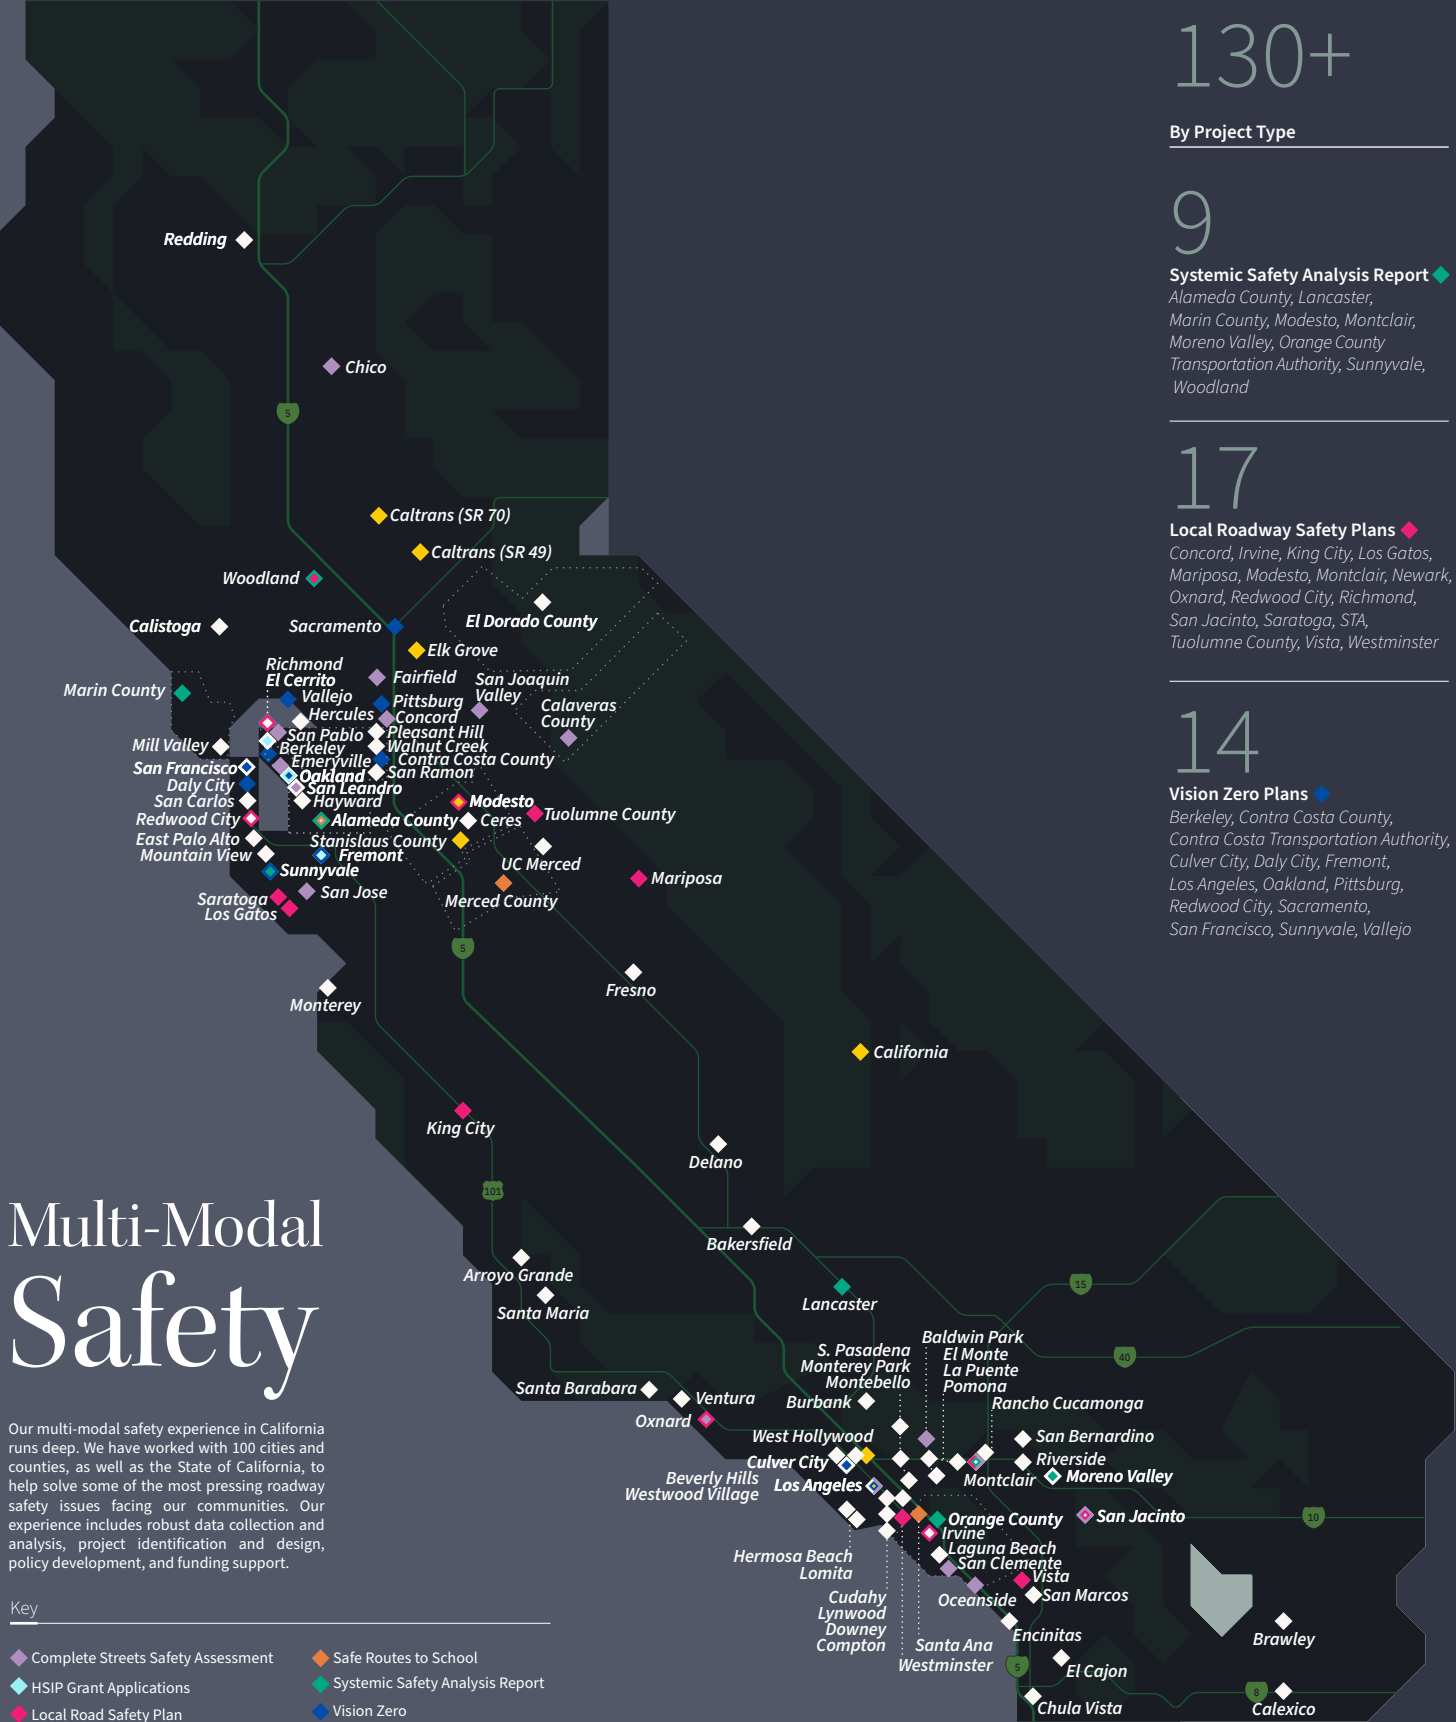 130+
By Project Type
9
Systemic Safety Analysis Report
Alameda County, Lancaster,
Marin County, Modesto, Montclair,
Moreno Valley, Orange County
Transportation Authority, Sunnyvale,
Woodland
17
Local Roadway Safety Plans
Concord, Irvine, King City, Los Gatos,
Mariposa, Modesto, Montclair, Newark,
Oxnard, Redwood City, Richmond,
San Jacinto, Saratoga, STA,
Tuolumne County, Vista, Westminster
14
Vision Zero Plans
Berkeley, Contra Costa County,
Contra Costa Transportation Authority,
Culver City, Daly City, Fremont,
Los Angeles, Oakland, Pittsburg,
Redwood City, Sacramento,
San Francisco, Sunnyvale, Vallejo
Redding
Chico
5
Caltrans (SR 70)
Caltrans (SR 49)
Woodland
El Dorado County
Calistoga
Sacramento
Elk Grove
Richmond
El Cerrito
Fairfield
San Joaquin
Valley
Marin County
Vallejo
Pittsburg
Calaveras
County
Hercules
Concord
San Pablo
Pleasant Hill
Mill Valley
Berkeley
Walnut Creek
Emeryville
Contra Costa County
San Francisco
Oakland
San Ramon
Daly City
San Leandro
San Carlos
Hayward
Modesto
Tuolumne County
Redwood City
Alameda County
Ceres
East Palo Alto
Stanislaus County
Mountain View
Fremont
UC Merced
Sunnyvale
Mariposa
San Jose
Merced County
Saratoga
Los Gatos
5
Fresno
Monterey
California
King City
Delano
101
Bakersfield
Arroyo Grande
Santa Maria
15
Lancaster
40
Baldwin Park
El Monte
La Puente
Pomona
S. Pasadena
Monterey Park
Montebello
Santa Barabara
Ventura
Burbank
Rancho Cucamonga
Oxnard
West Hollywood
San Bernardino
Culver City
Riverside
Beverly Hills
Westwood Village
Los Angeles
Montclair
Moreno Valley
Orange County
San Jacinto
10
Irvine
Laguna Beach
San Clemente
Hermosa Beach
Lomita
Vista
Oceanside
San Marcos
Cudahy
Lynwood
Downey
Compton
Santa Ana
Westminster
Encinitas
Brawley
5
El Cajon
8
Chula Vista
Calexico
Multi-Modal
Safety
Our multi-modal safety experience in California
runs deep. We have worked with 100 cities and
counties, as well as the State of California, to
help solve some of the most pressing roadway
safety issues facing our communities. Our
experience includes robust data collection and
analysis, project identification and design,
policy development, and funding support.
Key
Complete Streets Safety Assessment
HSIP Grant Applications
Local Road Safety Plan
Safe Routes to School
Systemic Safety Analysis Report
Vision Zero